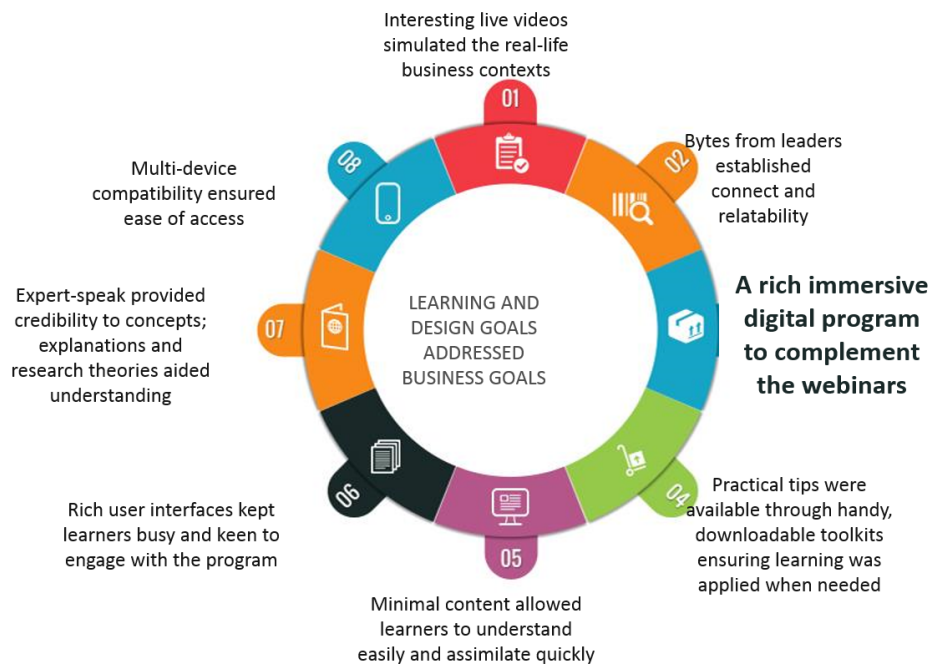 Interesting live videos
simulated the real-life
business contexts
01
02
Bytes from leaders
established
connect and
relatability
A rich immersive
digital program
to complement
the webinars
04
Practical tips were
available through handy,
downloadable toolkits
ensuring learning was
applied when needed
05
Minimal content allowed
learners to understand
easily and assimilate quickly
06
Rich user interfaces kept
learners busy and keen to
engage with the program
07
Expert-speak provided
credibility to concepts;
explanations and
research theories aided
understanding
08
Multi-device
compatibility ensured
ease of access
LEARNING AND
DESIGN GOALS
ADDRESSED
BUSINESS GOALS